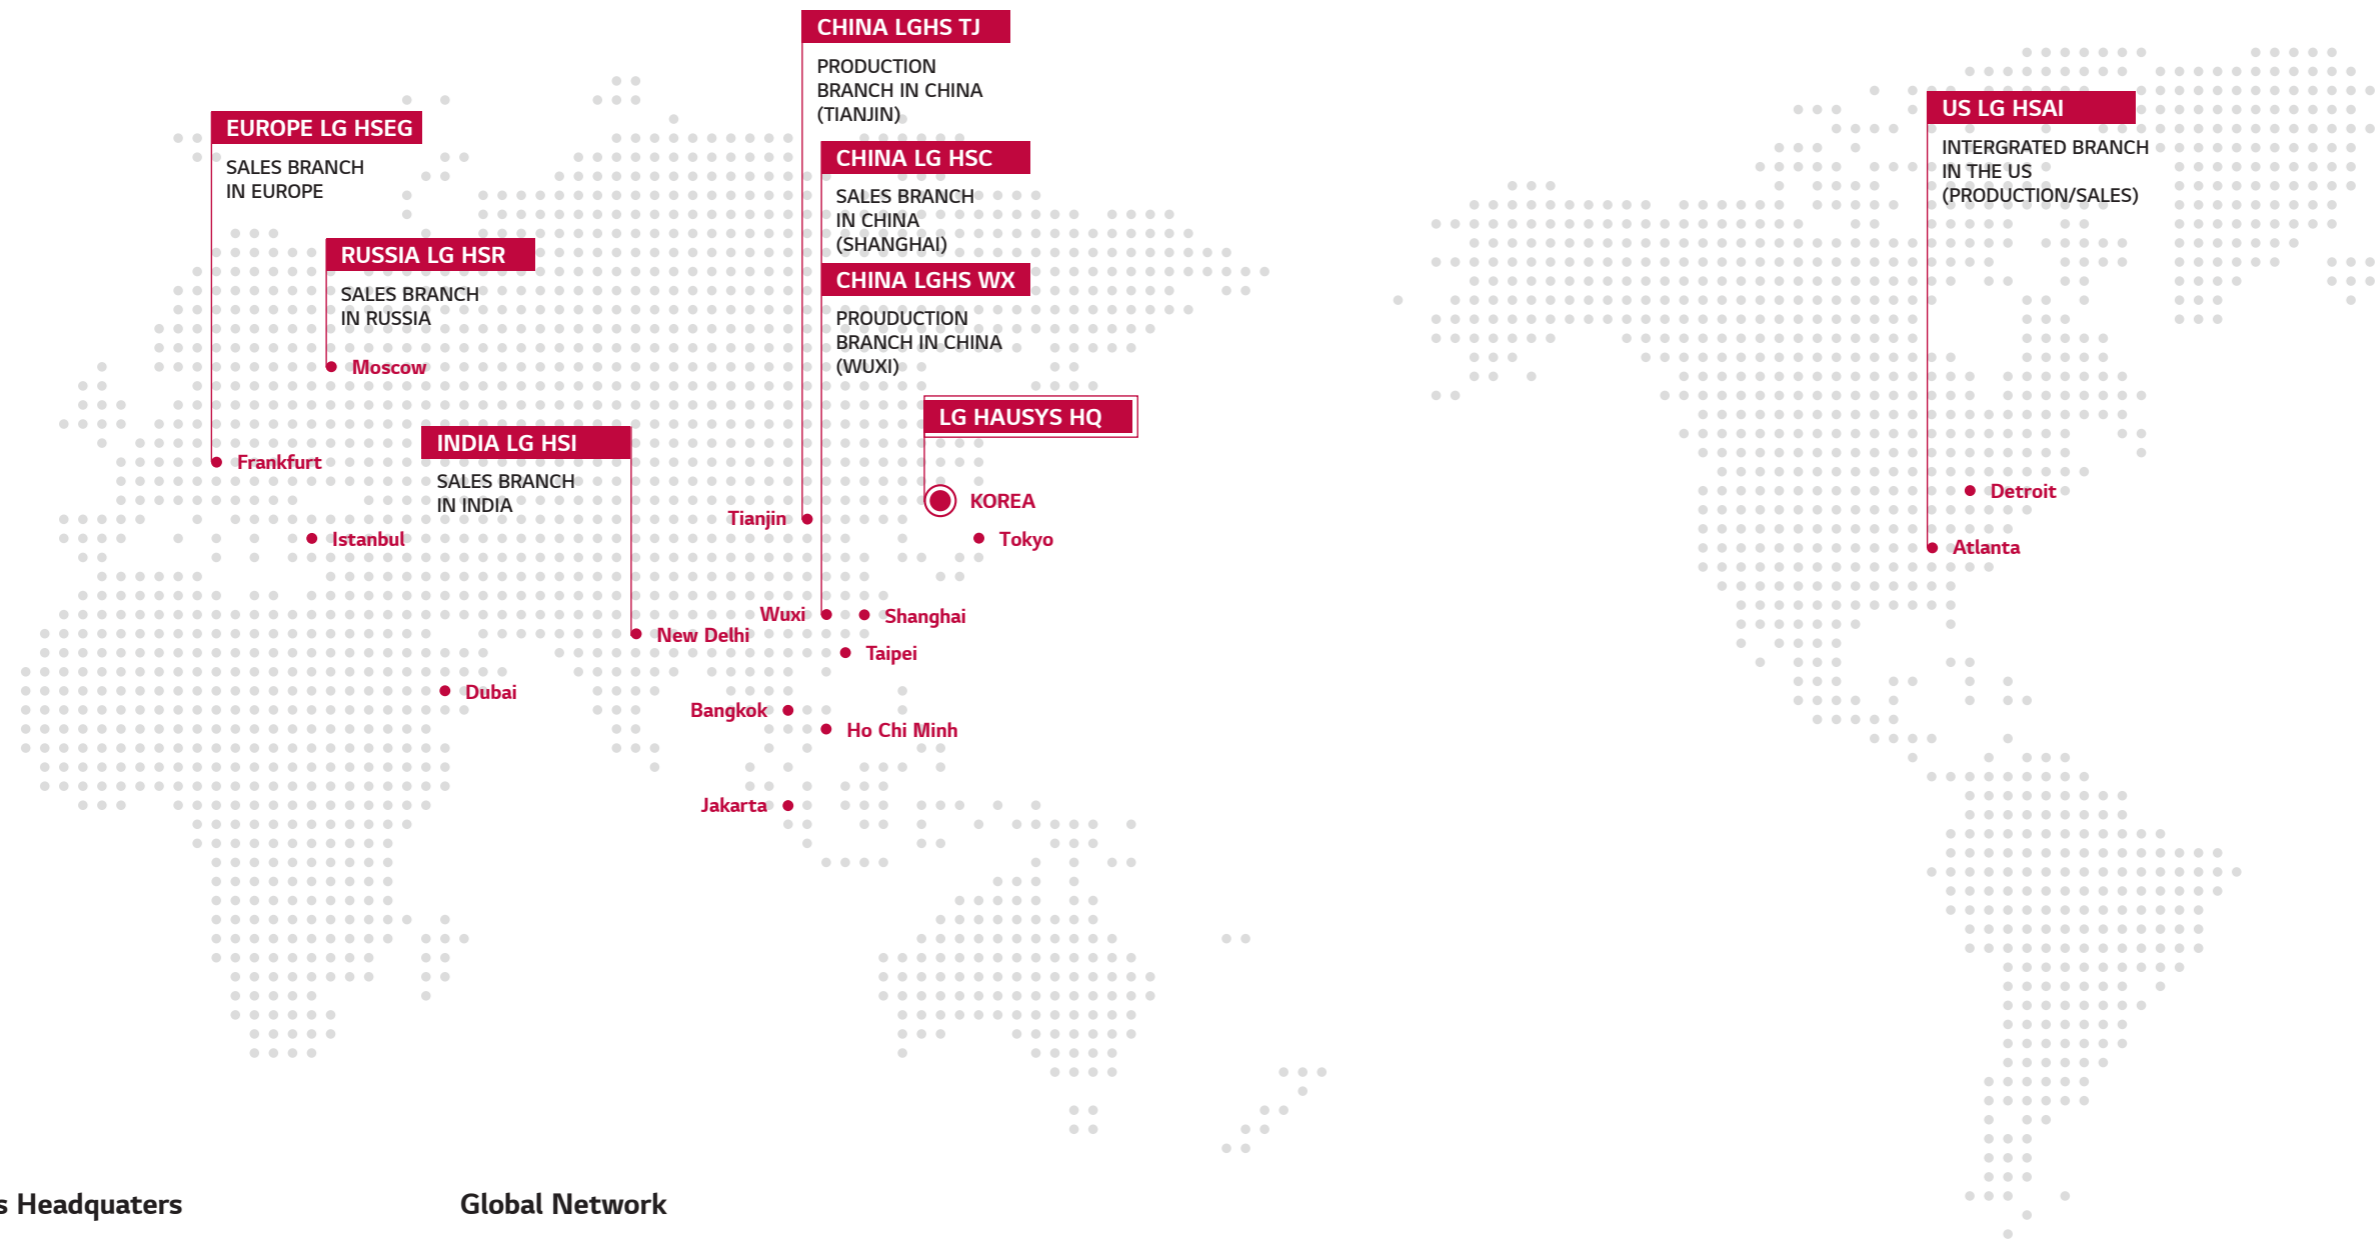 CHINA LGHS TJ
PRODUCTION
BRANCH IN CHINA
(TIANJIN)
US LG HSAI
INTERGRATED BRANCH
IN THE US
(PRODUCTION/SALES)
EUROPE LG HSEG
SALES BRANCH
IN EUROPE
CHINA LG HSC
SALES BRANCH
IN CHINA
(SHANGHAI)
RUSSIA LG HSR
SALES BRANCH
IN RUSSIA
CHINA LGHS WX
PROUDUCTION
BRANCH IN CHINA
(WUXI)
Moscow
LG HAUSYS HQ
INDIA LG HSI
SALES BRANCH
IN INDIA
Frankfurt
KOREA
Detroit
Tianjin
Istanbul
Tokyo
Atlanta
Wuxi
Shanghai
New Delhi
Taipei
Dubai
Bangkok
Ho Chi Minh
Jakarta
s Headquaters
Global Network